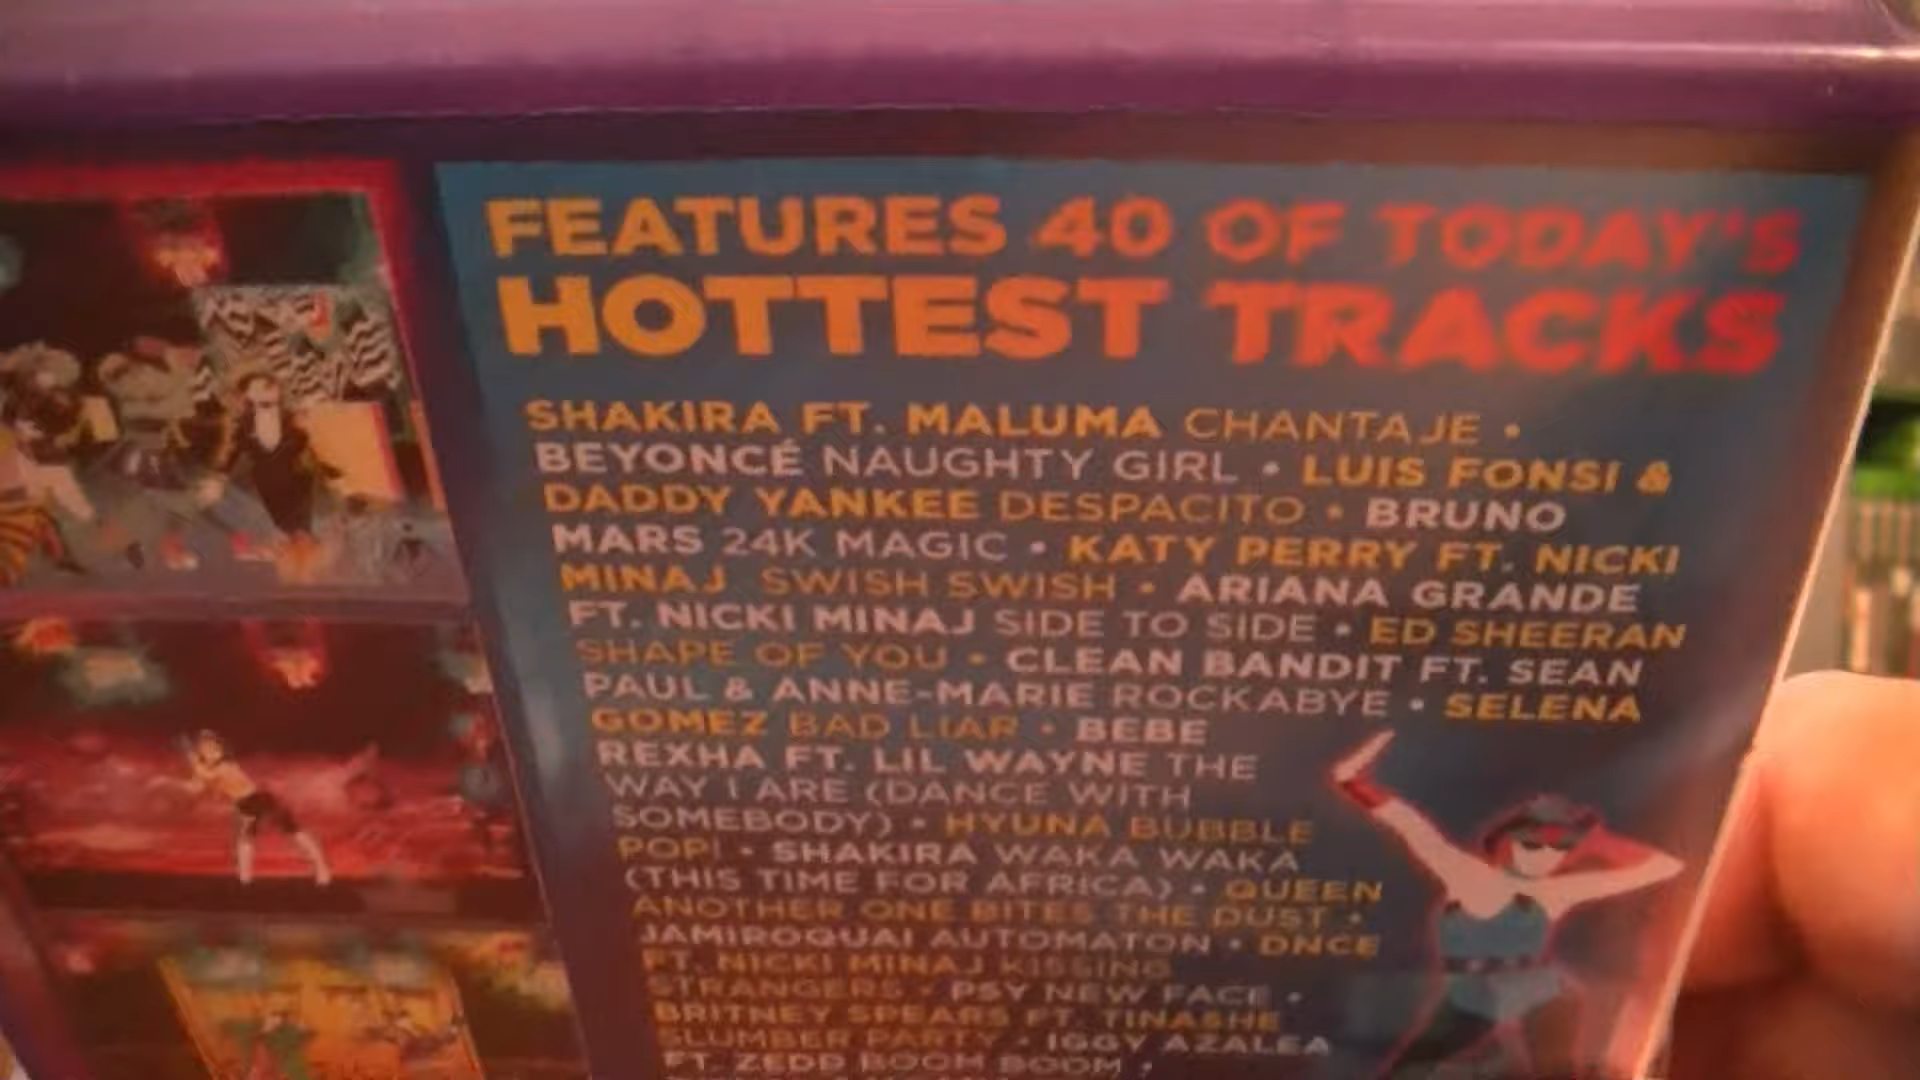 FEATURES 40 OF TODAY'S
HOTTEST TRACKS
SHAKIRA FT. MALUMA CHANTAJE •
BEYONCÉ NAUGHTY GIRL • LUIS FONSI &
DADDY YANKEE DESPACITO • BRUNO
MARS 24K MAGIC • KATY PERRY FT. NICKI
MINAJ SWISH SWISH • ARIANA GRANDE
FT. NICKI MINAJ SIDE TO SIDE • ED SHEERAN
SHAPE OF YOU • CLEAN BANDIT FT. SEAN
PAUL & ANNE-MARIE ROCKABYE • SELENA
GOMEZ BAD LIAR • BEBE
REXHA FT. LIL WAYNE THE
WAY I ARE (DANCE WITH
SOMEBODY) • HYUNA BUBBLE
POP! • SHAKIRA WAKA WAKA
(THIS TIME FOR AFRICA) • QUEEN
ANOTHER ONE BITES THE DUST •
JAMIROQUAI AUTOMATON • DNCE
FT. NICKI MINAJ KISSING
STRANGERS • PSY NEW FACE •
BRITNEY SPEARS FT. TINASHE
SLUMBER PARTY • IGGY AZALEA
FT. ZEDD BOOM BOOM •